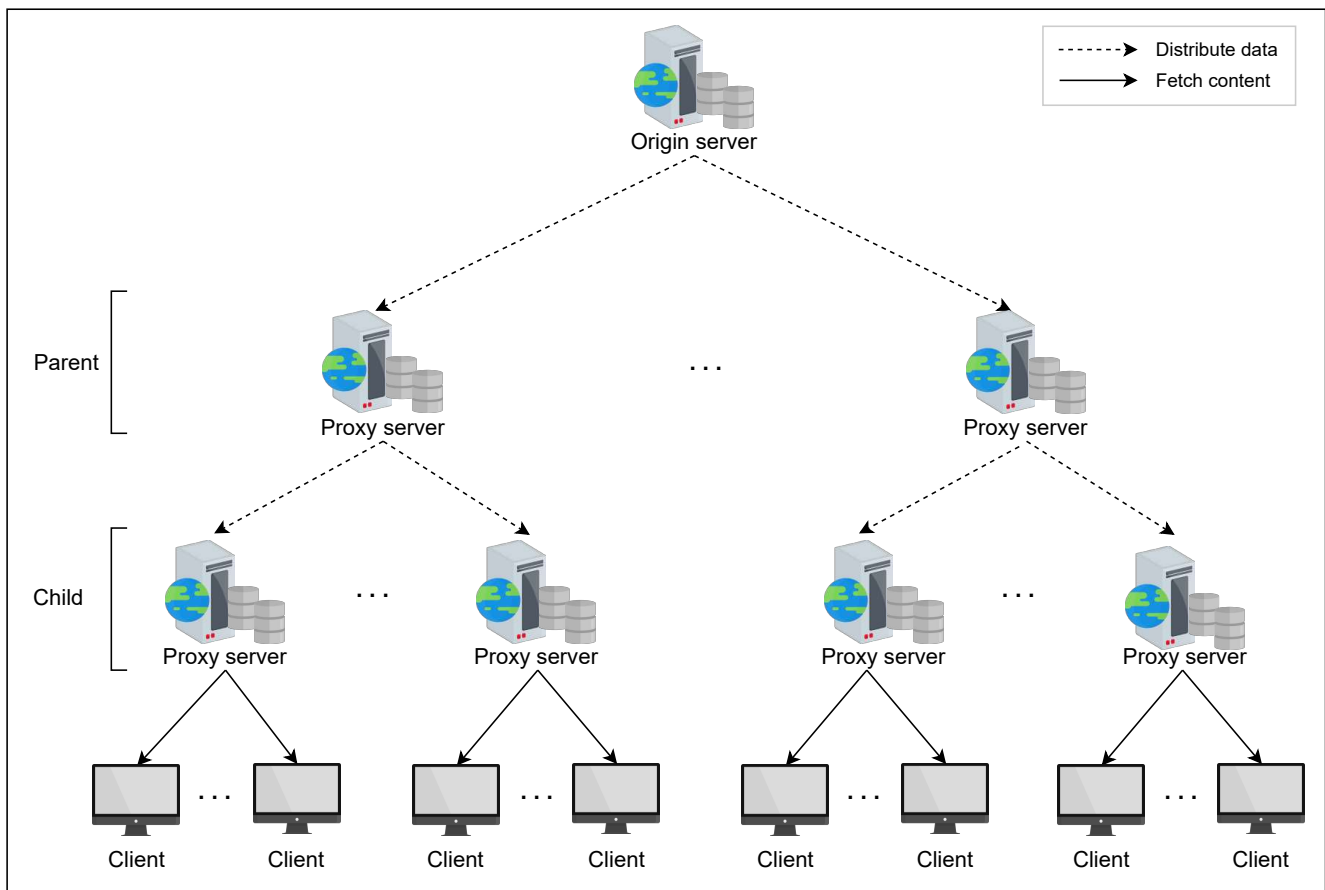 Distribute data
Fetch content
Origin server
Parent
...
Proxy server
Proxy server
Child
...
...
Proxy server
Proxy server
Proxy server
Proxy server
...
...
...
...
Client
Client
Client
Client
Client
Client
Client
Client